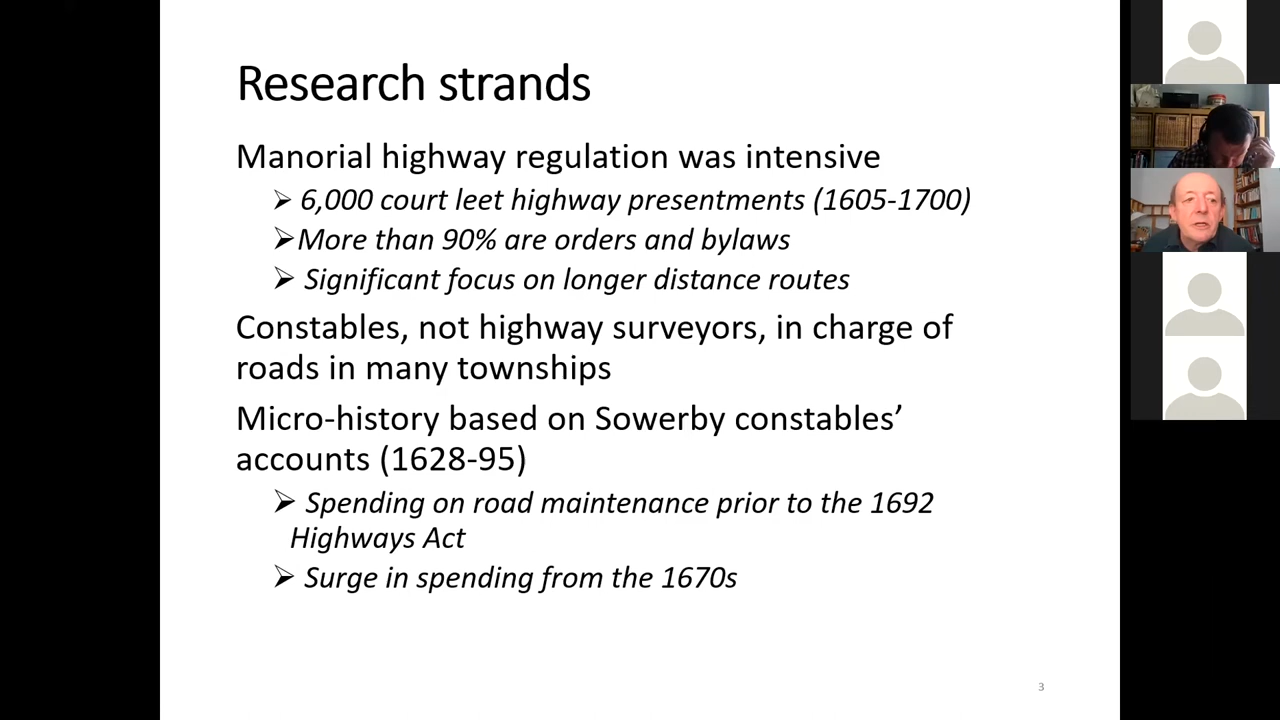 Research strands
Manorial highway regulation was intensive
➢ 6,000 court leet highway presentments (1605-1700)
➢More than 90% are orders and bylaws
➢ Significant focus on longer distance routes
Constables, not highway surveyors, in charge of
roads in many townships
Micro-history based on Sowerby constables’
accounts (1628-95)
➢ Spending on road maintenance prior to the 1692
Highways Act
➢ Surge in spending from the 1670s
3